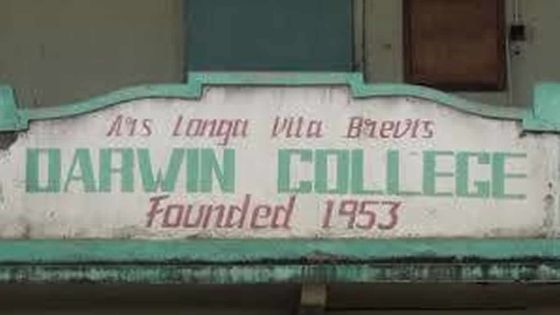 Ars Longa Vita Brevis
DARWIN COLLEGE
Founded 1953